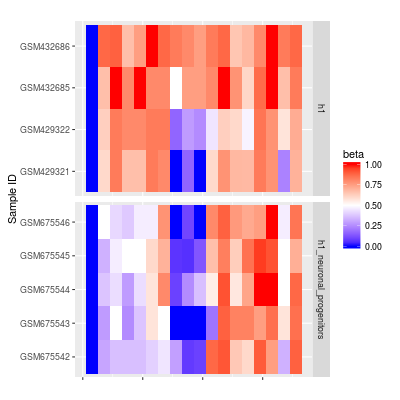 GSM432686
GSM432685
GSM429322
GSM429321
h1
GSM675546
GSM675545
GSM675544
GSM675543
GSM675542
h1_neuronal_progenitors
Sample ID
beta
1.00
0.75
0.50
0.25
0.00